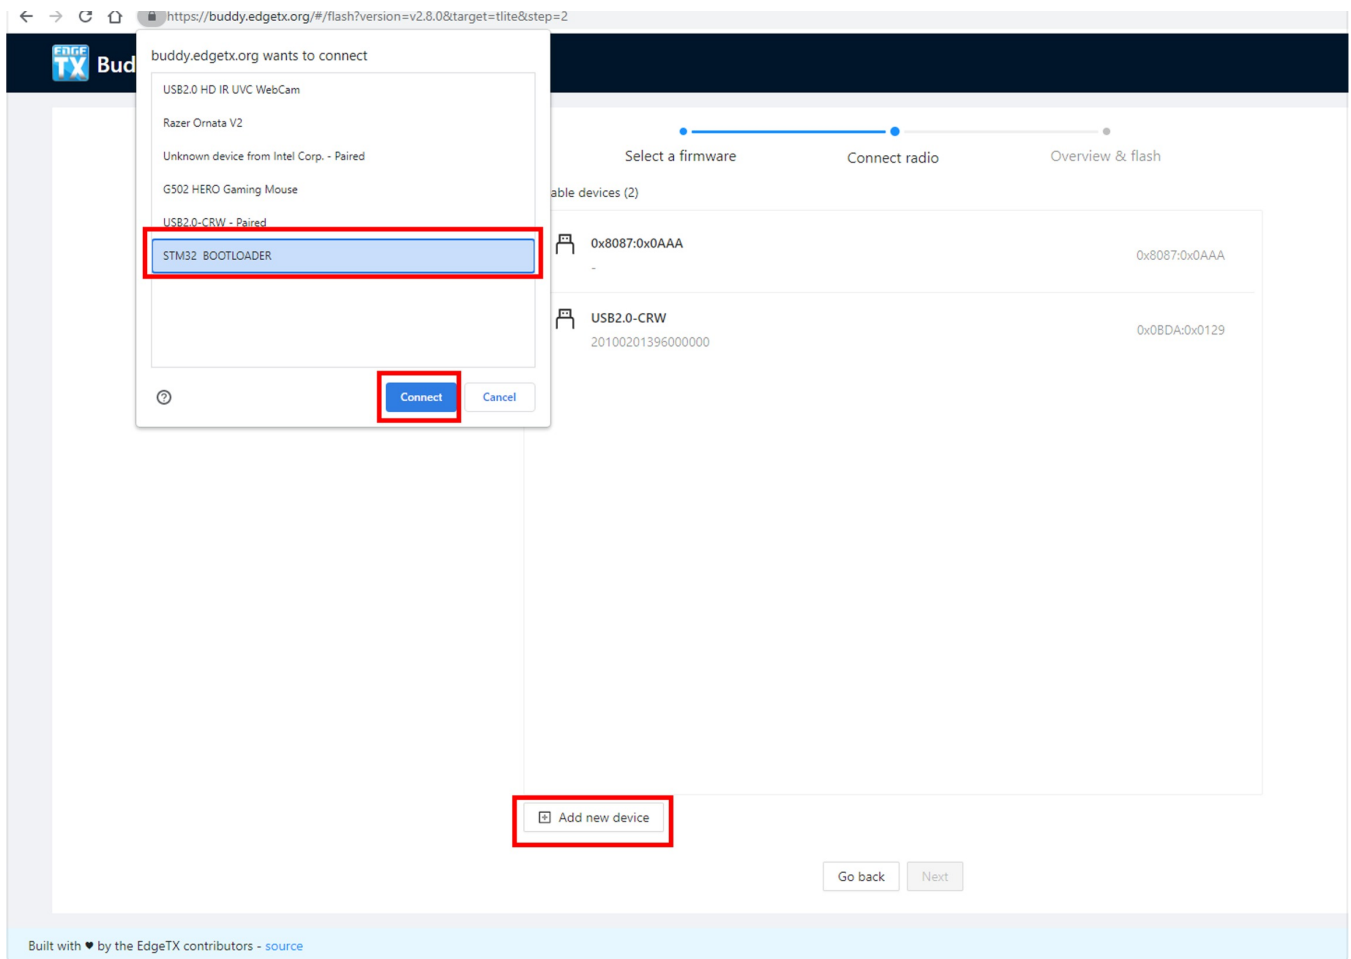 https://buddy.edgetx.org/#/flash?version=v2.8.0&target=tlite&step=2
EDGE
TX
Bud
buddy.edgetx.org wants to connect
USB2.0 HD IR UVC WebCam
Razer Ornata V2
Unknown device from Intel Corp. - Paired
G502 HERO Gaming Mouse
USB2.0-CRW - Paired
STM32 BOOTLOADER
Connect
Cancel
Select a firmware
Connect radio
Overview & flash
able devices (2)
0x8087:0x0AAA
-
0x8087:0x0AAA
USB2.0-CRW
20100201396000000
0x0BDA:0x0129
Add new device
Go back
Next
Built with ♥ by the EdgeTX contributors - source